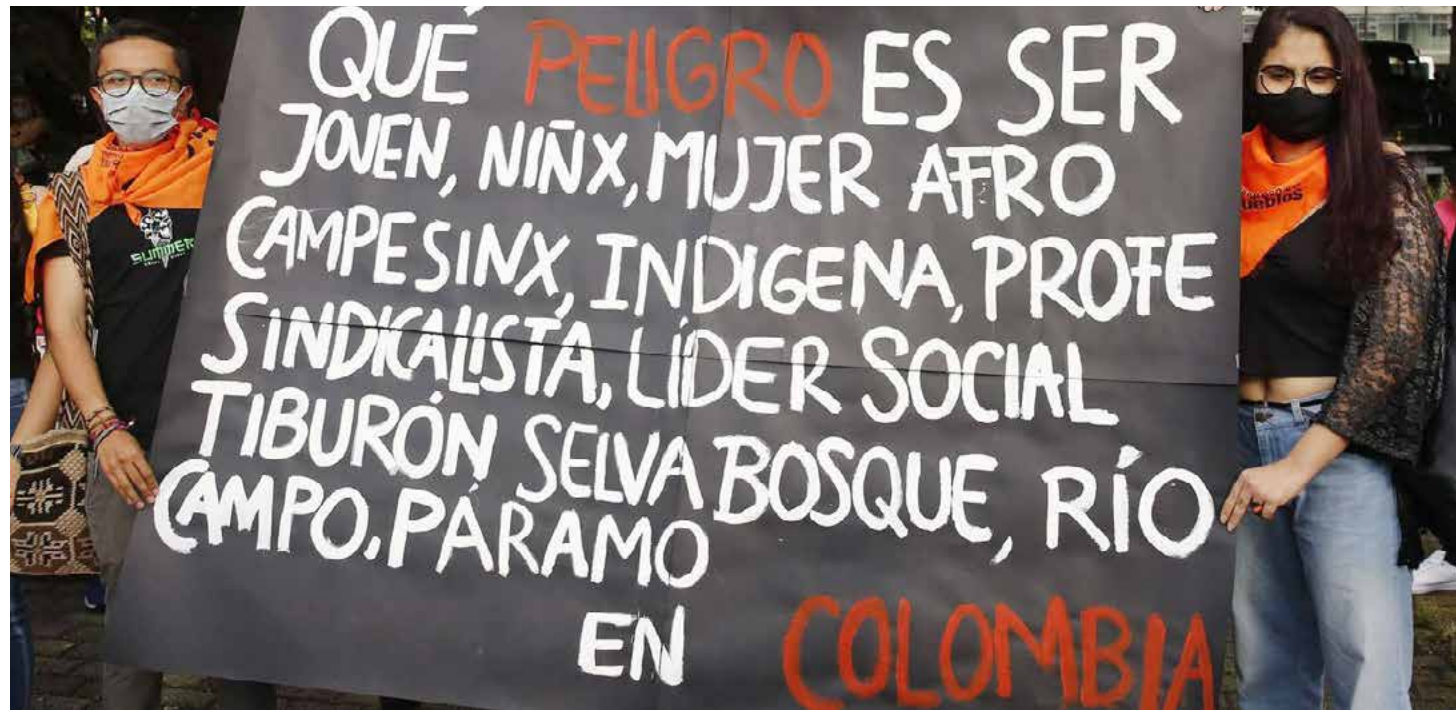 QUÉ PELIGRO ES SER
JOVEN, NIÑX, MUJER AFRO
CAMPESINX, INDIGENA, PROFE
SINDICALISTA, LÍDER SOCIAL
TIBURÓN SELVA BOSQUE, RÍO
CAMPO, PÁRAMO
EN COLOMBIA
ueblos